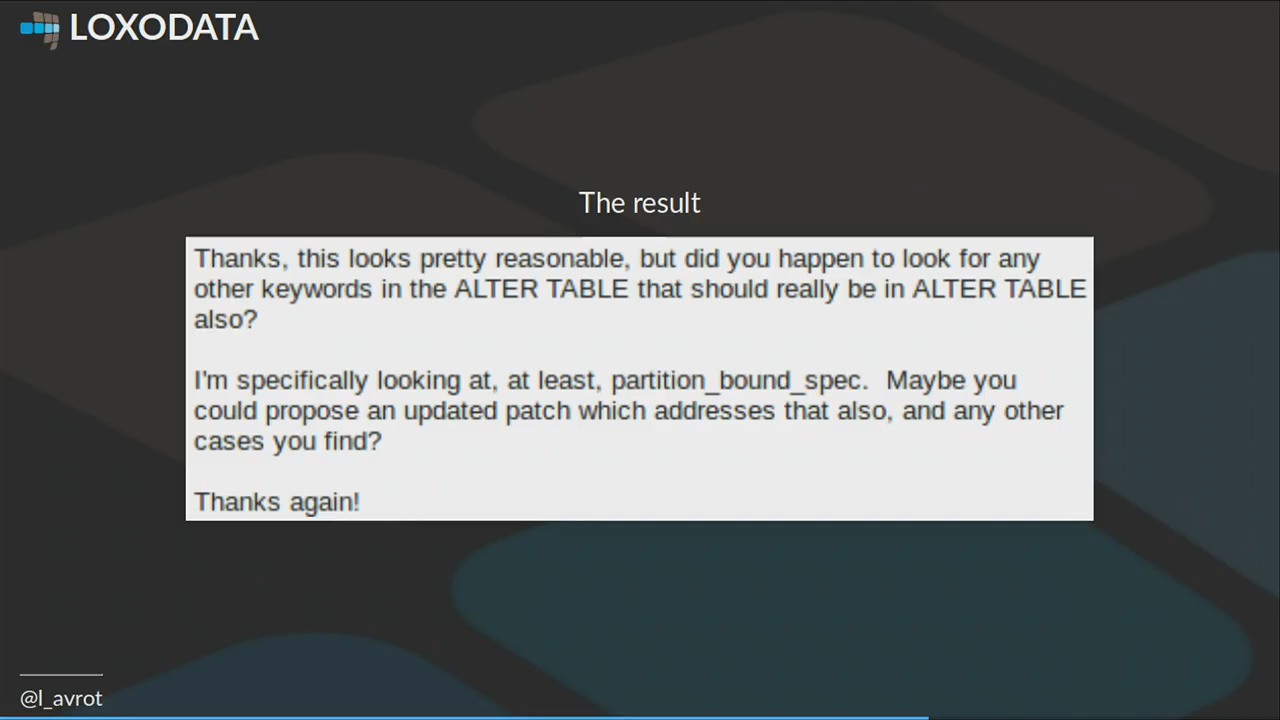 LOXODATA
The result
Thanks, this looks pretty reasonable, but did you happen to look for any
other keywords in the ALTER TABLE that should really be in ALTER TABLE
also?
I'm specifically looking at, at least, partition_bound_spec.  Maybe you
could propose an updated patch which addresses that also, and any other
cases you find?
Thanks again!
@l_avrot